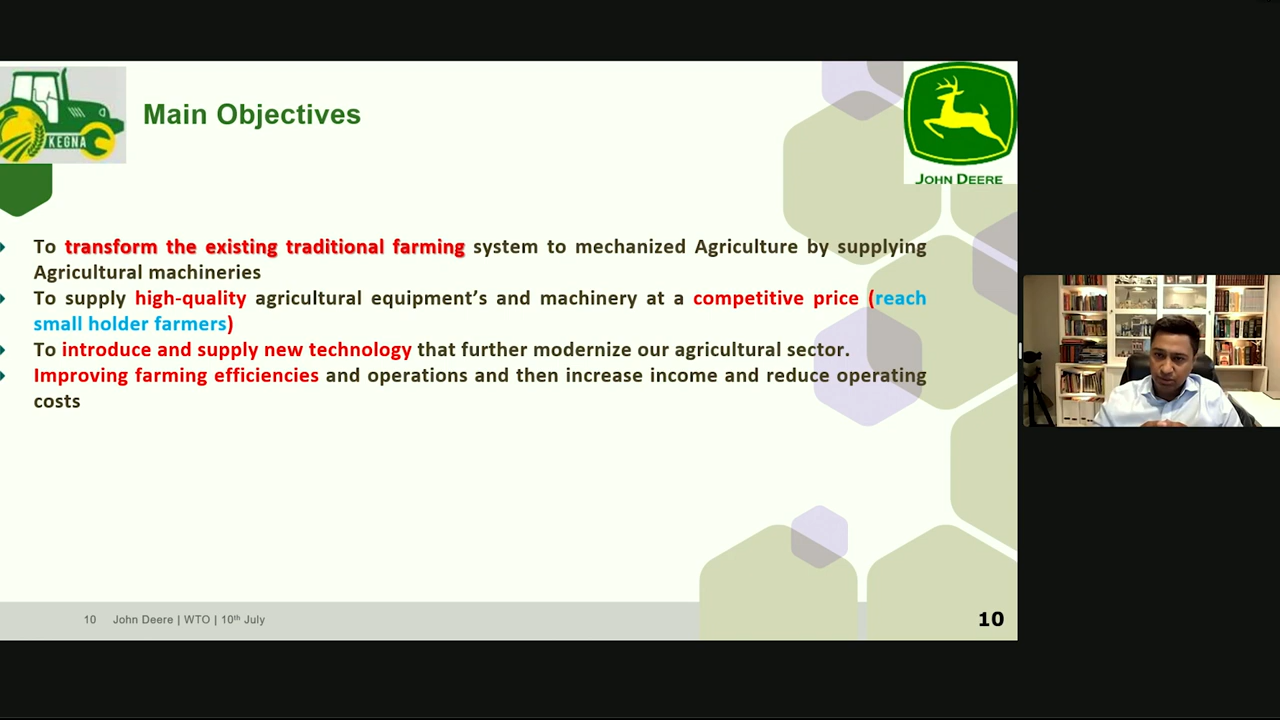 KEGNA
Main Objectives
JOHN DEERE
To transform the existing traditional farming system to mechanized Agriculture by supplying
Agricultural machineries
To supply high-quality agricultural equipment’s and machinery at a competitive price (reach
small holder farmers)
To introduce and supply new technology that further modernize our agricultural sector.
Improving farming efficiencies and operations and then increase income and reduce operating
costs
10 John Deere | WTO | 10th July
10